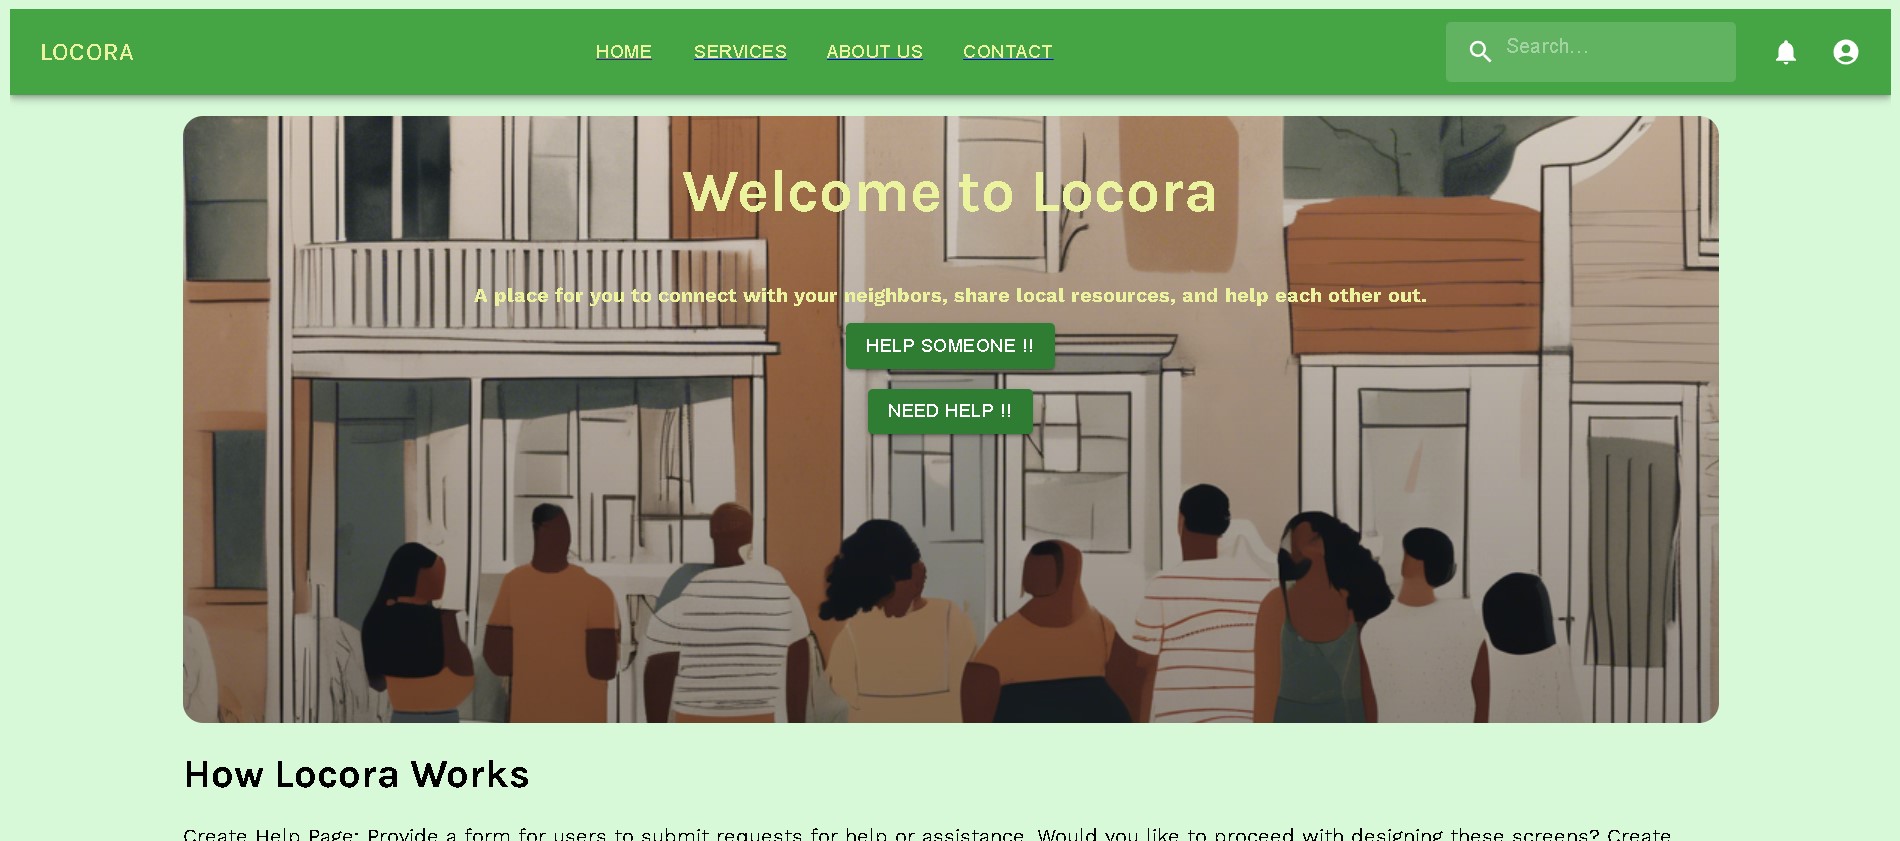 LOCORA
HOME SERVICES ABOUT US CONTACT
Search...
Welcome to Locora
A place for you to connect with your neighbors, share local resources, and help each other out.
HELP SOMEONE !!
NEED HELP !!
How Locora Works
Create Help Page: Provide a form for users to submit requests for help or assistance. Would you like to proceed with designing these screens? Create